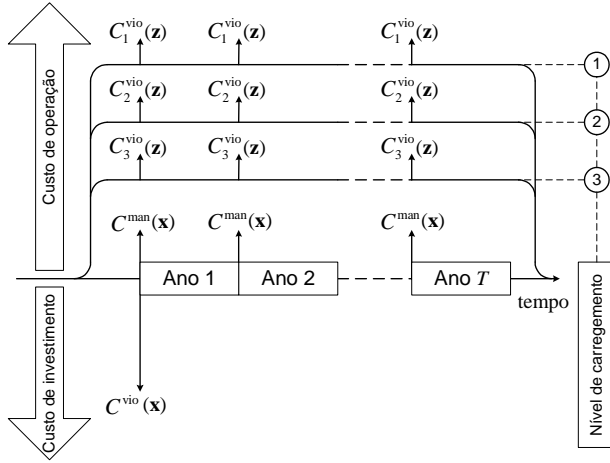 Custo de operação
C₁ᵛⁱᵒ(z) C₁ᵛⁱᵒ(z) C₁ᵛⁱᵒ(z)
1
C₂ᵛⁱᵒ(z) C₂ᵛⁱᵒ(z) C₂ᵛⁱᵒ(z)
2
C₃ᵛⁱᵒ(z) C₃ᵛⁱᵒ(z) C₃ᵛⁱᵒ(z)
3
Cᵐᵃⁿ(x) Cᵐᵃⁿ(x) Cᵐᵃⁿ(x)
Ano 1 Ano 2 Ano T
tempo
Custo de investimento
Cᵛⁱᵒ(x)
Nível de carregemento